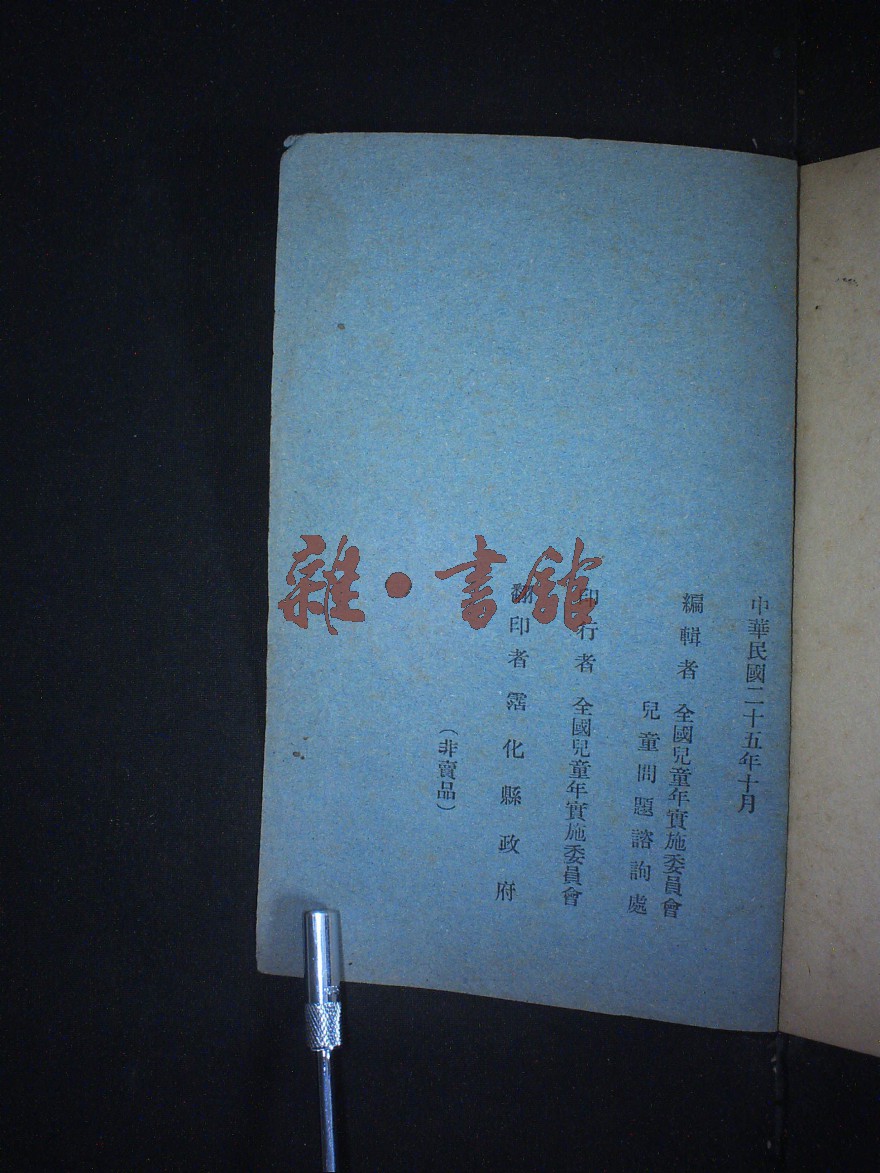 中華民國二十五年十月
編輯者 全國兒童年實施委員會
兒童問題諮詢處
印行者 全國兒童年實施委員會
翻印者 霑化縣政府
（非賣品）
雜·書館